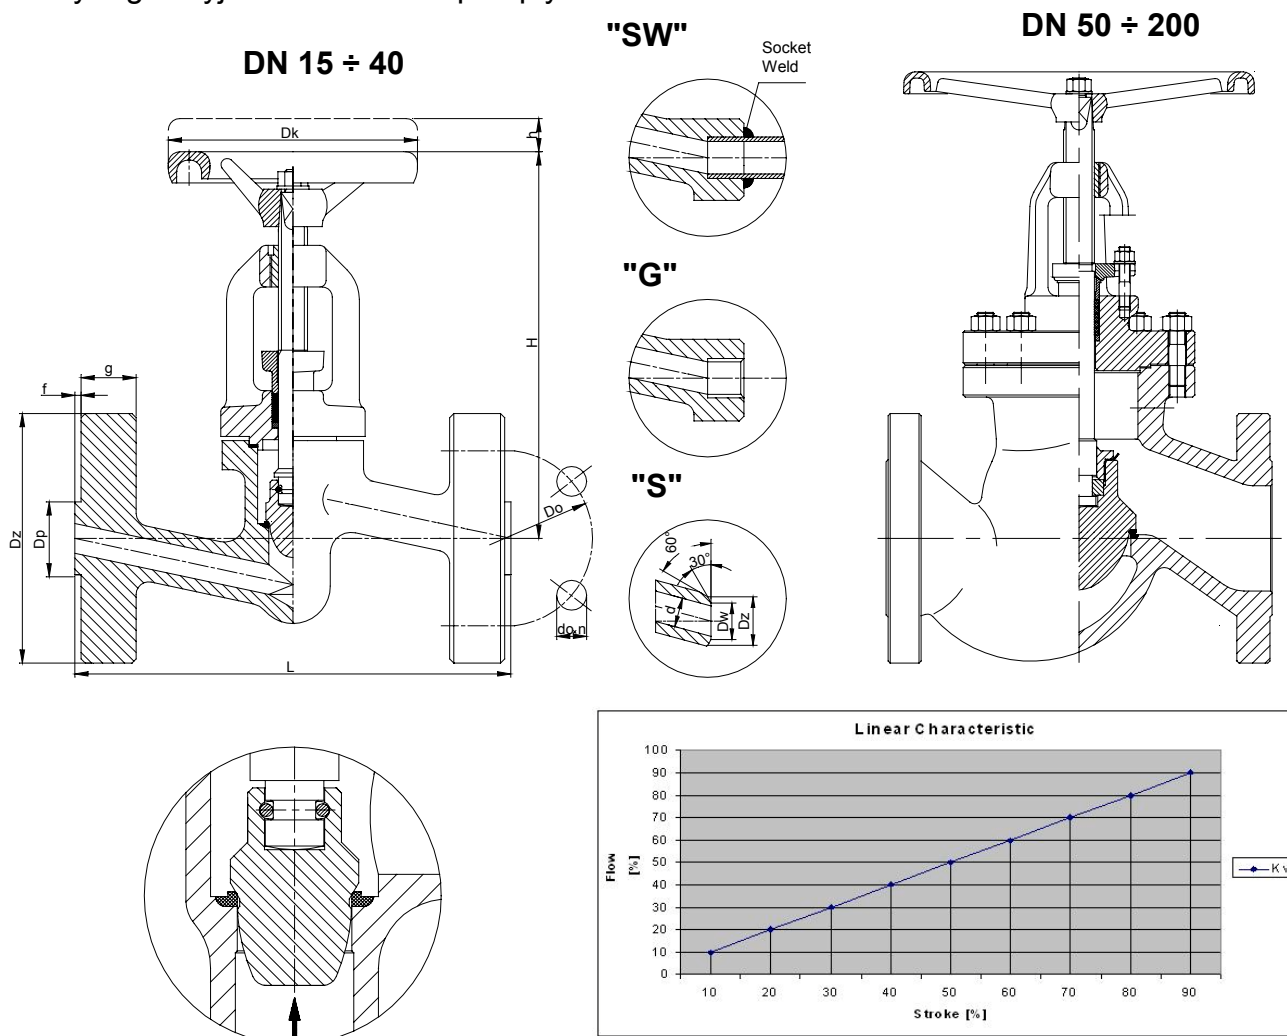 DN 15 ÷ 40
"SW"
Socket
Weld
DN 50 ÷ 200
Dk
h
H
"G"
g
f
Dz
Dp
Do
do,n
L
"S"
60°
30°
d
Dw
Dz
Linear Characteristic
100
90
80
70
60
50
40
30
20
10
0
Flow
[%]
10 20 30 40 50 60 70 80 90
Stroke [%]
Kv